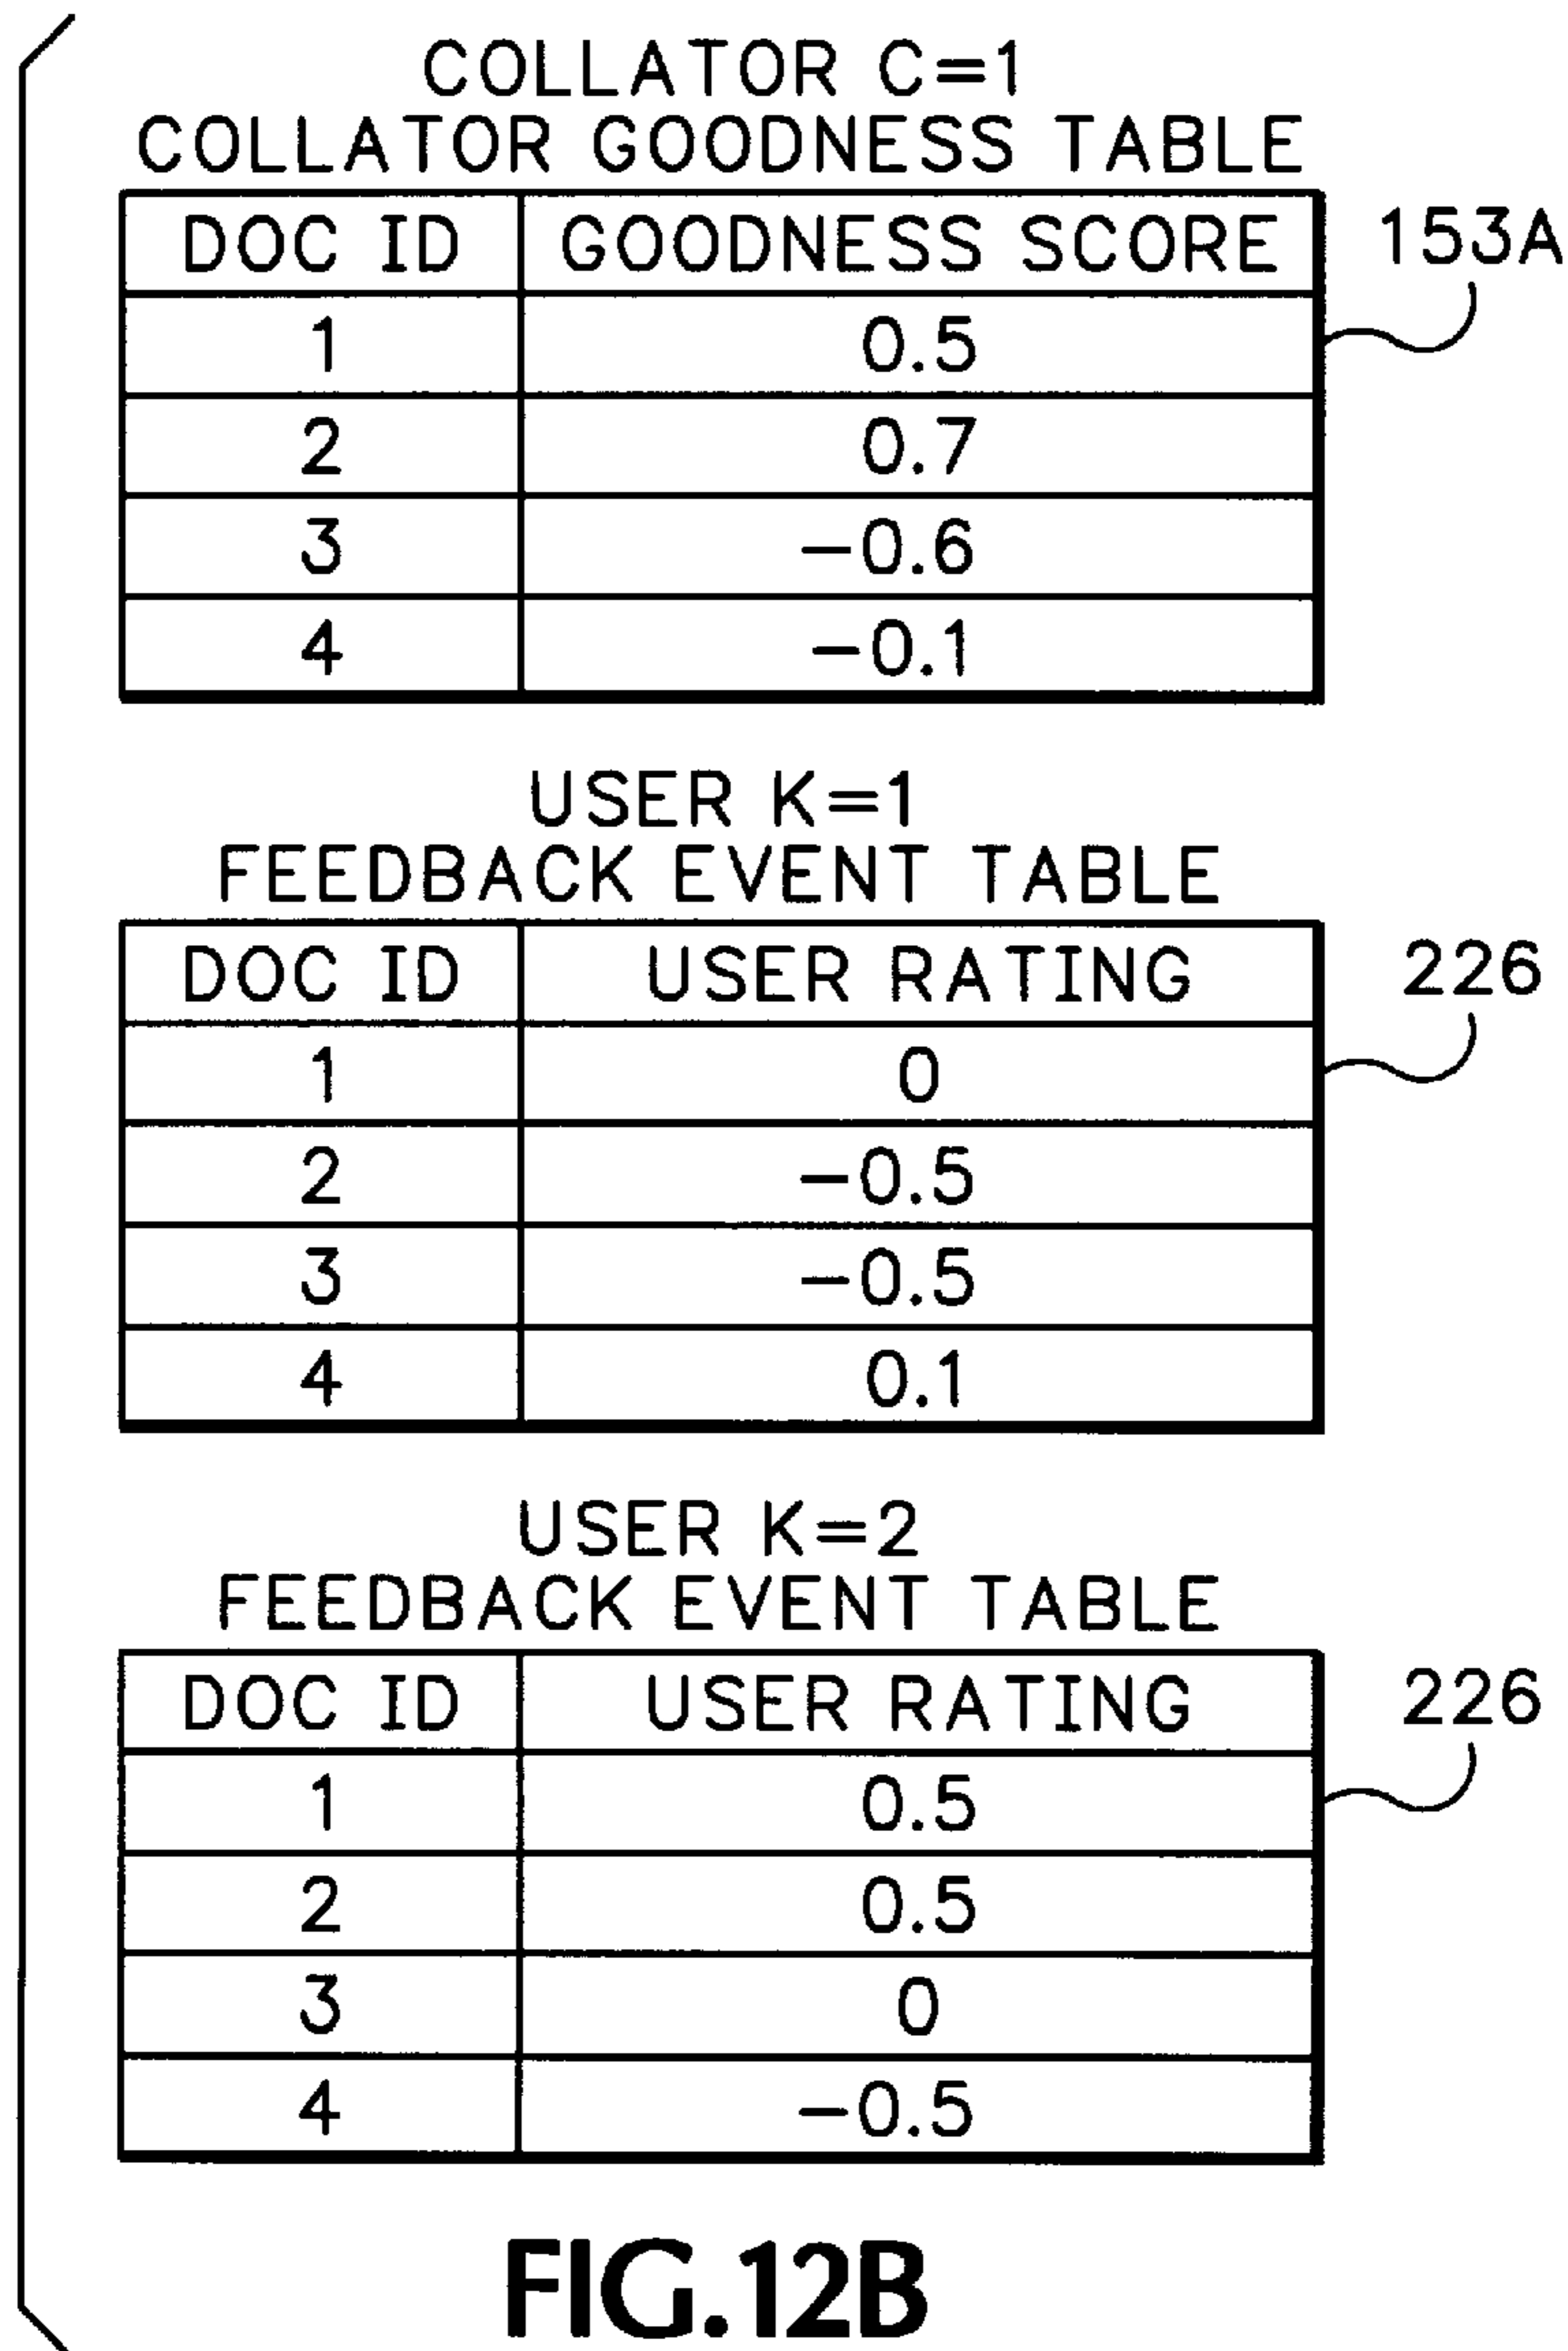 COLLATOR C=1
COLLATOR GOODNESS TABLE
DOC ID GOODNESS SCORE 153A
1 0.5
2 0.7
3 -0.6
4 -0.1
USER K=1
FEEDBACK EVENT TABLE
DOC ID USER RATING 226
1 0
2 -0.5
3 -0.5
4 0.1
USER K=2
FEEDBACK EVENT TABLE
DOC ID USER RATING 226
1 0.5
2 0.5
3 0
4 -0.5
FIG.12B